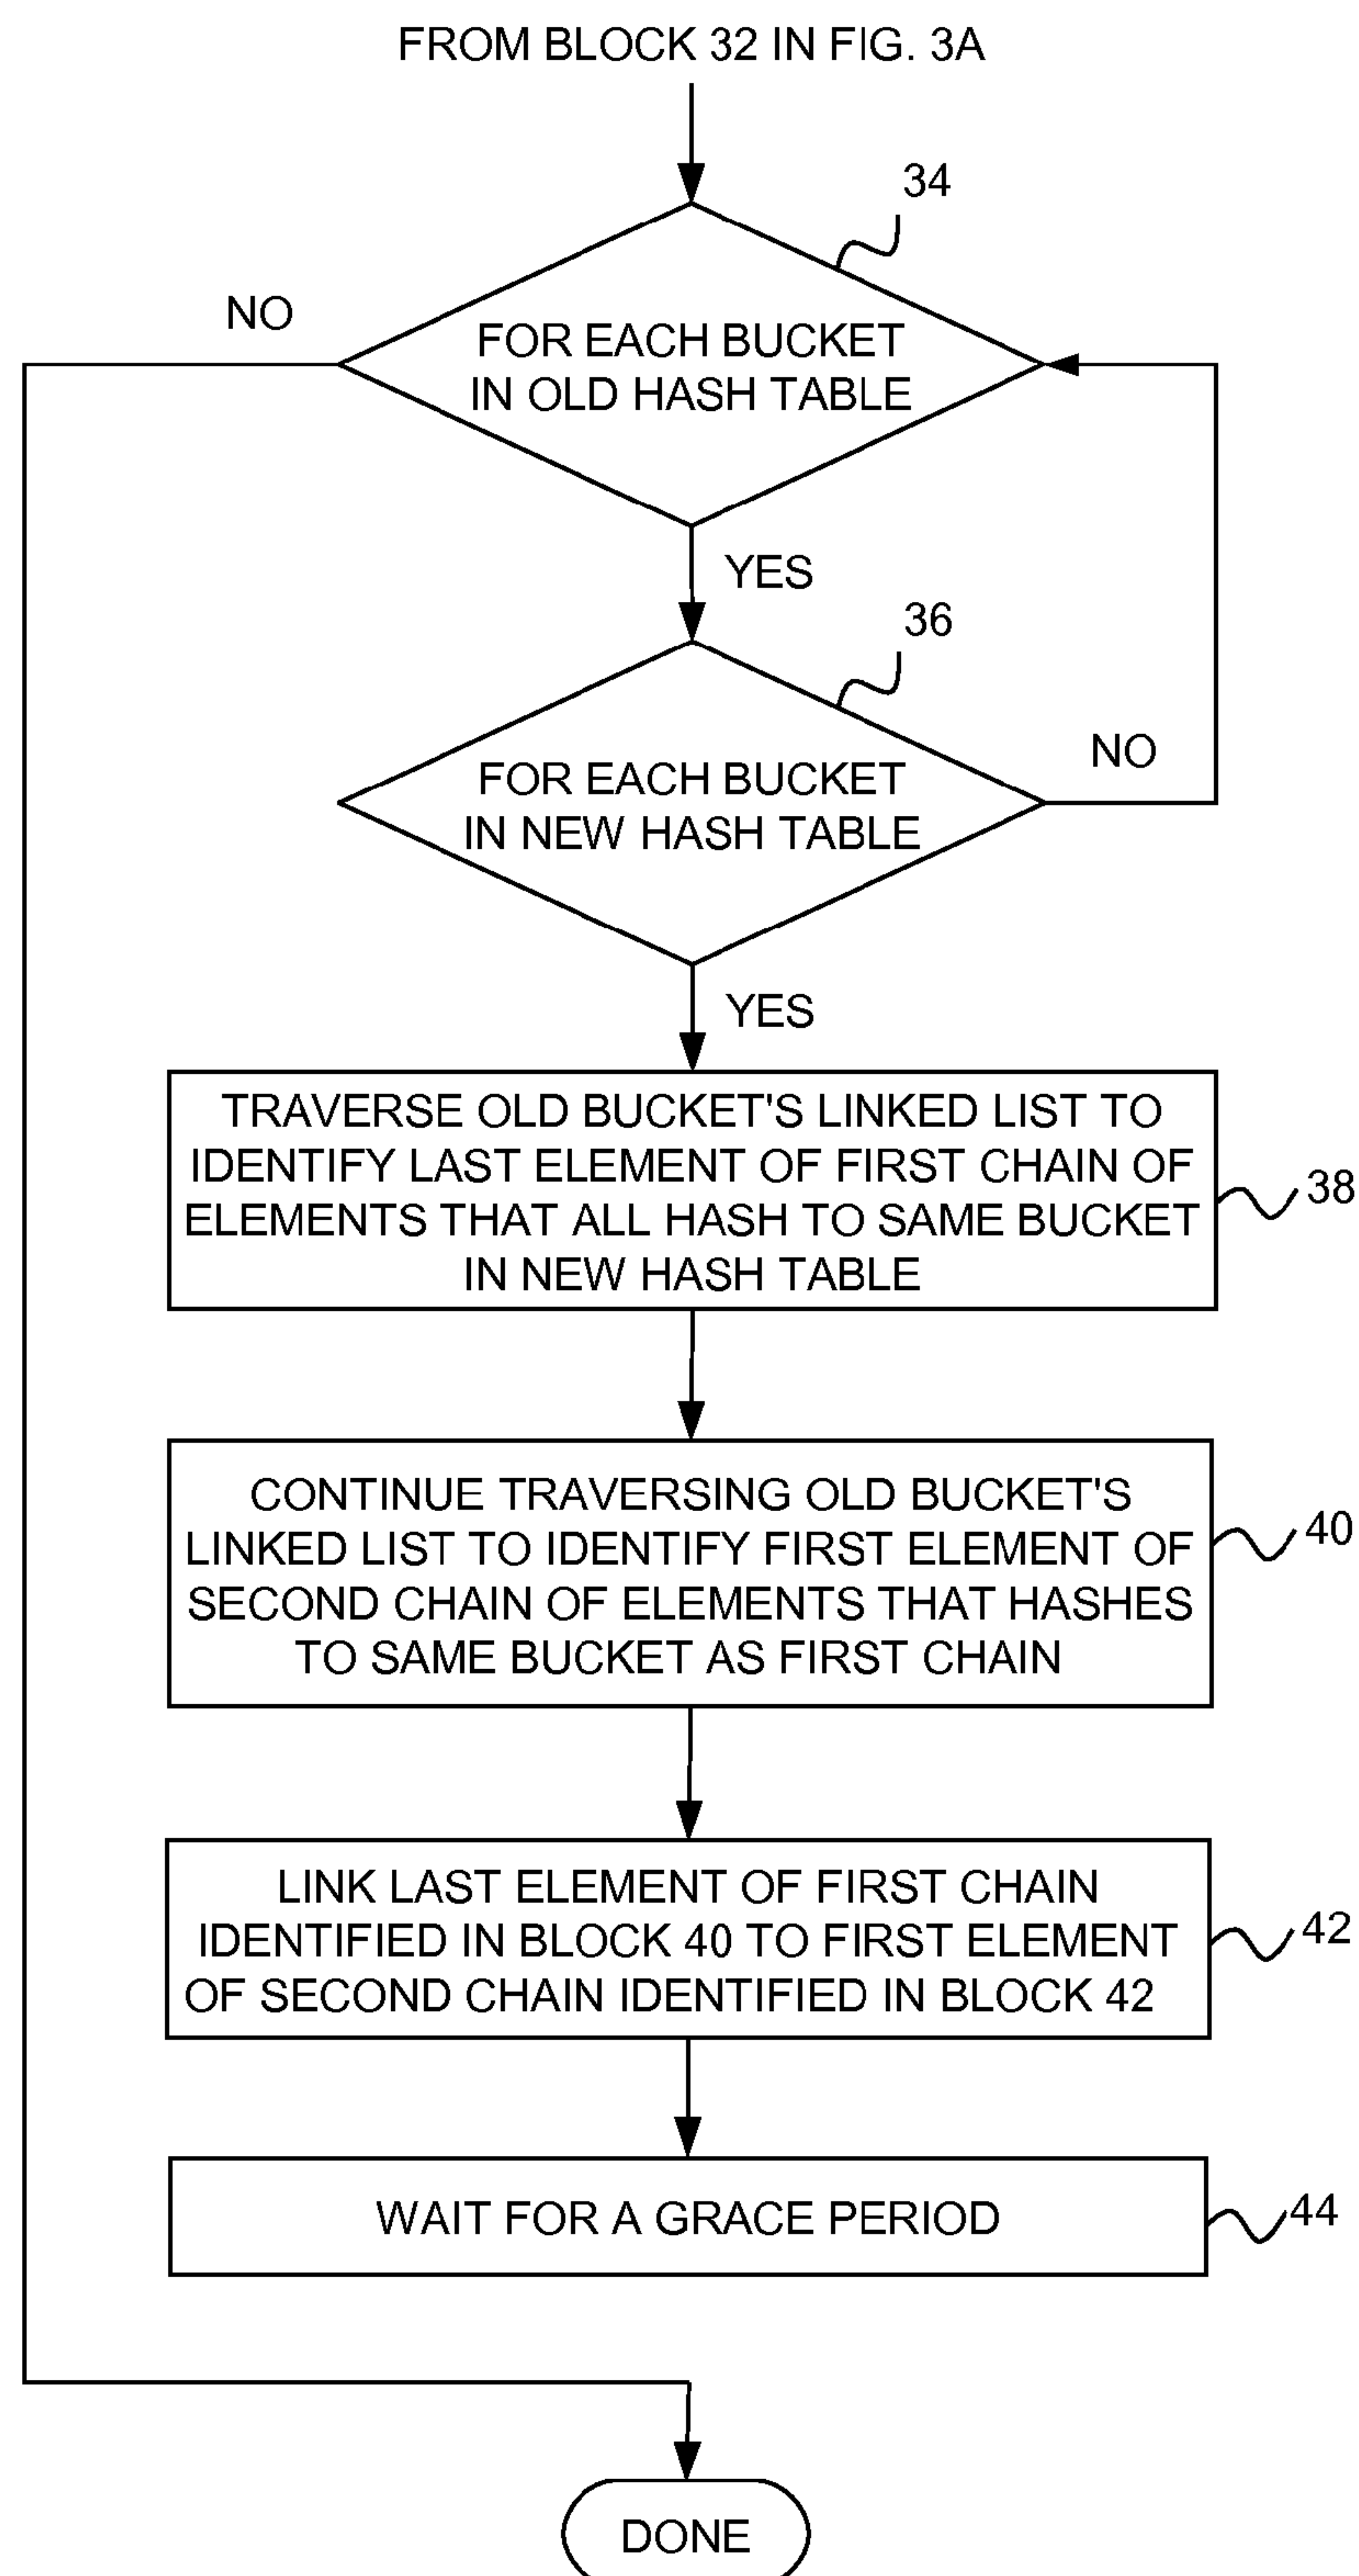 FROM BLOCK 32 IN FIG. 3A
34
NO
FOR EACH BUCKET
IN OLD HASH TABLE
YES
36
FOR EACH BUCKET
IN NEW HASH TABLE
NO
YES
TRAVERSE OLD BUCKET'S LINKED LIST TO
IDENTIFY LAST ELEMENT OF FIRST CHAIN OF
ELEMENTS THAT ALL HASH TO SAME BUCKET
IN NEW HASH TABLE
38
CONTINUE TRAVERSING OLD BUCKET'S
LINKED LIST TO IDENTIFY FIRST ELEMENT OF
SECOND CHAIN OF ELEMENTS THAT HASHES
TO SAME BUCKET AS FIRST CHAIN
40
LINK LAST ELEMENT OF FIRST CHAIN
IDENTIFIED IN BLOCK 40 TO FIRST ELEMENT
OF SECOND CHAIN IDENTIFIED IN BLOCK 42
42
WAIT FOR A GRACE PERIOD
44
DONE